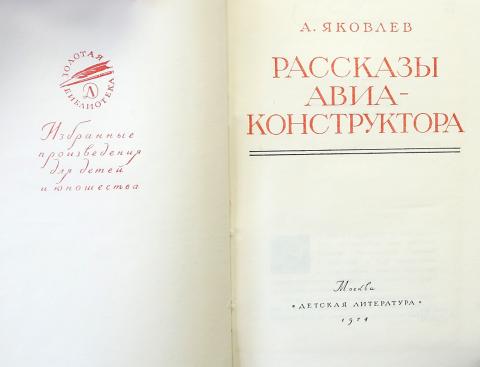 ЗОЛОТАЯ
БИБЛИОТЕКА
Избранные
произведения
для детей
и юношества
А. ЯКОВЛЕВ
РАССКАЗЫ
АВИА-
КОНСТРУКТОРА
Москва
"ДЕТСКАЯ ЛИТЕРАТУРА"